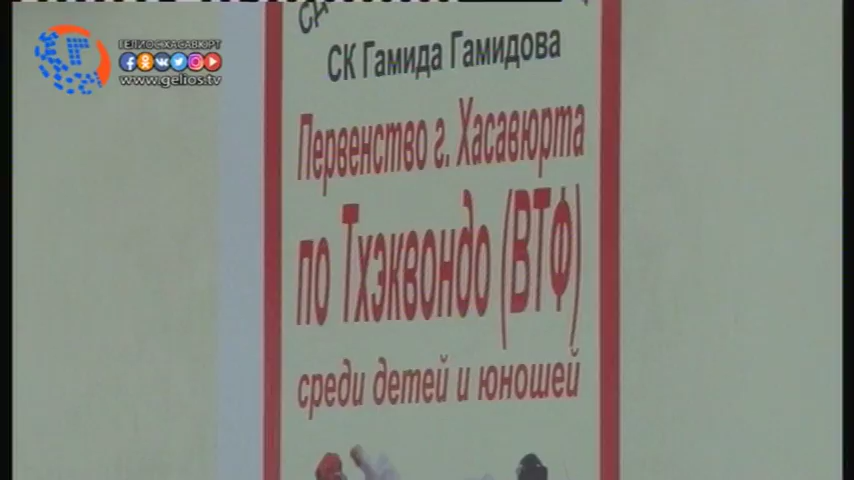 ГЕЛИОС ХАСАВЮРТ
www.gelios.tv
СК Гамида Гамидова
Первенство г. Хасавюрта
по Тхэквондо (ВТФ)
среди детей и юношей